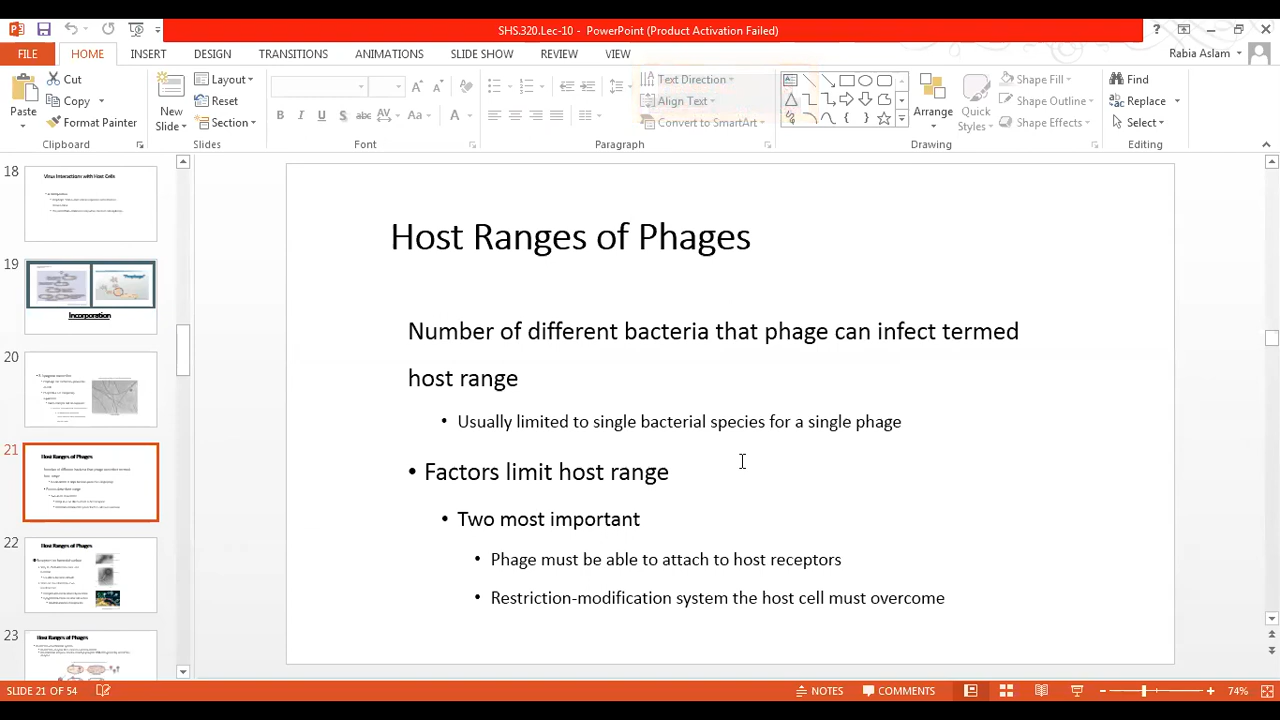 SHS.320.Lec-10 - PowerPoint (Product Activation Failed)
FILE HOME INSERT DESIGN TRANSITIONS ANIMATIONS SLIDE SHOW REVIEW VIEW Rabia Aslam
Paste
Cut
Copy
Format Painter
Clipboard
New Slide
Layout
Reset
Section
Slides
Font
Text Direction
Align Text
Convert to SmartArt
Paragraph
Arrange
Quick Styles
Shape Fill
Shape Outline
Shape Effects
Drawing
Find
Replace
Select
Editing
18
Virus Interactions with Host Cells
19
Incorporation
20
21
Host Ranges of Phages
22
Host Ranges of Phages
23
Host Ranges of Phages
Host Ranges of Phages
Number of different bacteria that phage can infect termed
host range
• Usually limited to single bacterial species for a single phage
• Factors limit host range
• Two most important
• Phage must be able to attach to host receptors
• Restriction-modification system the host cell must overcome
SLIDE 21 OF 54 NOTES COMMENTS 74%